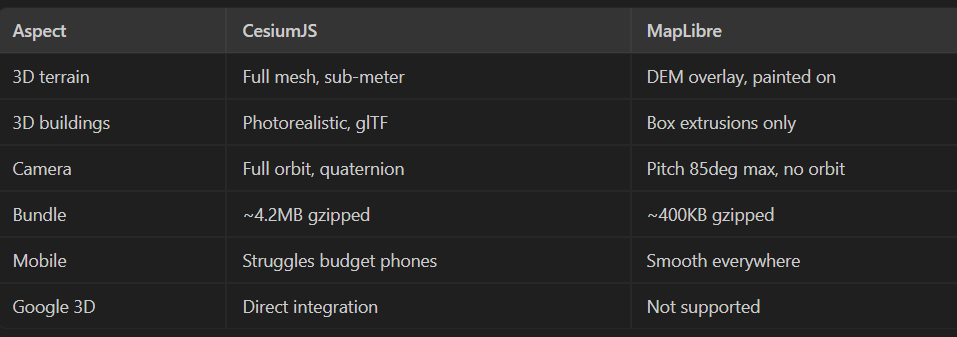 Aspect CesiumJS MapLibre
3D terrain Full mesh, sub-meter DEM overlay, painted on
3D buildings Photorealistic, glTF Box extrusions only
Camera Full orbit, quaternion Pitch 85deg max, no orbit
Bundle ~4.2MB gzipped ~400KB gzipped
Mobile Struggles budget phones Smooth everywhere
Google 3D Direct integration Not supported